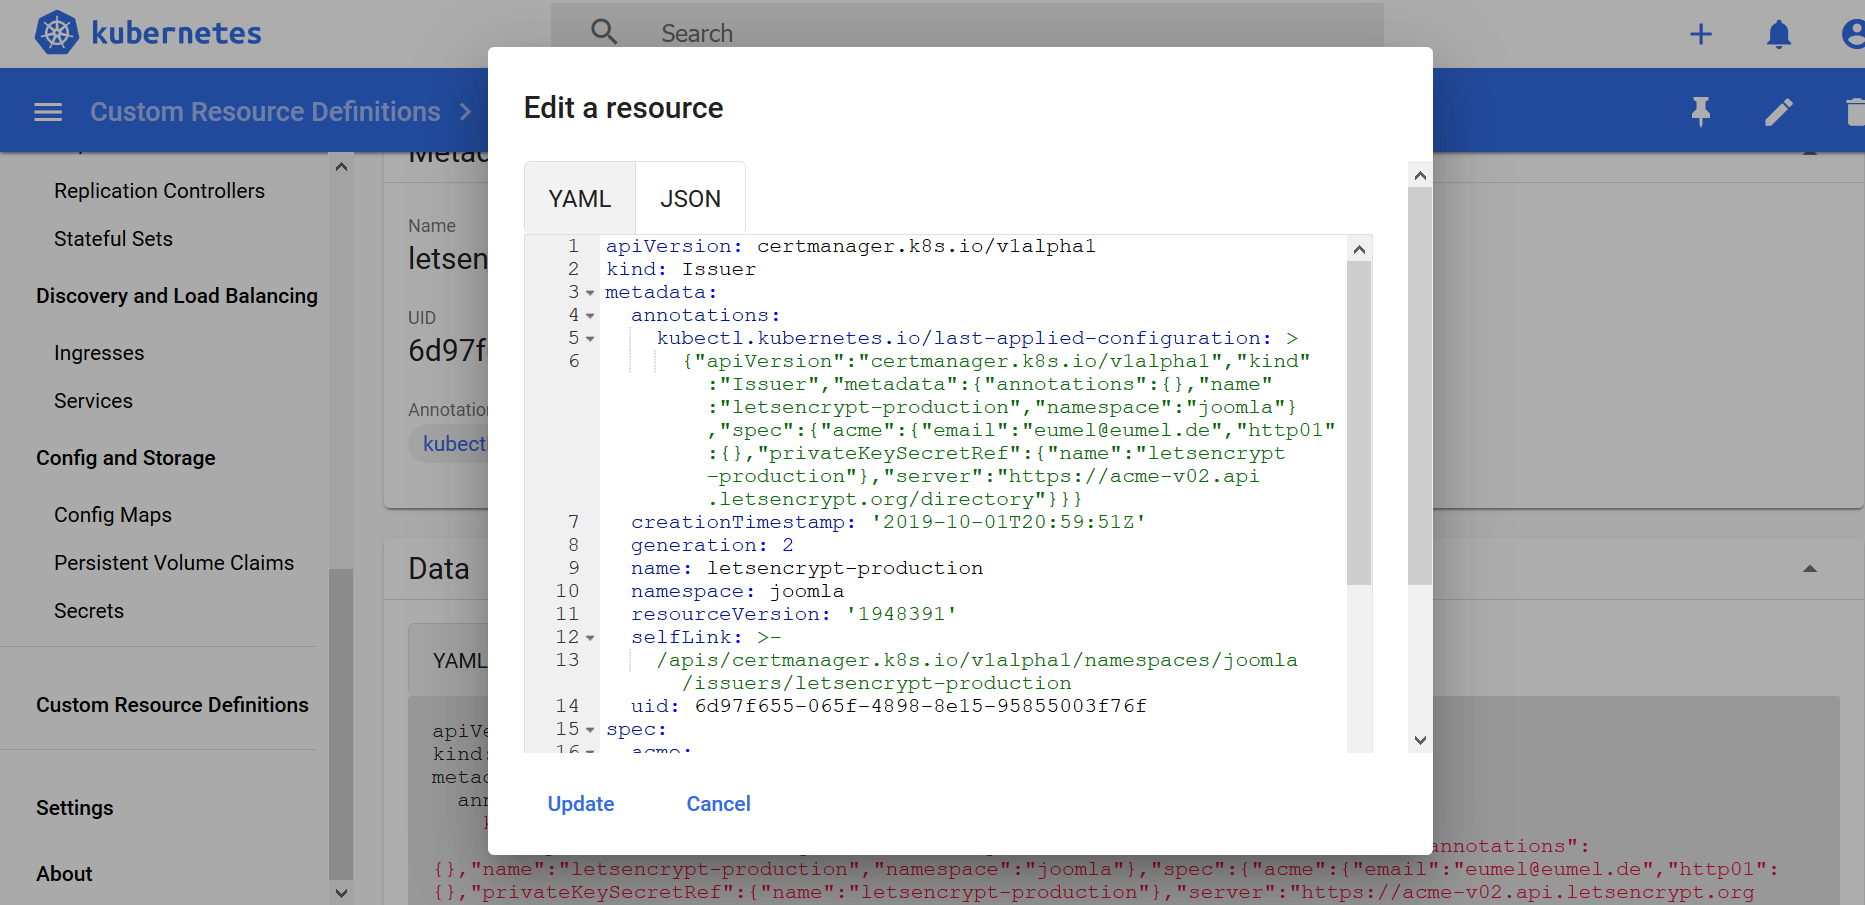 kubernetes
Search
Custom Resource Definitions
Replication Controllers
Stateful Sets
Discovery and Load Balancing
Ingresses
Services
Config and Storage
Config Maps
Persistent Volume Claims
Secrets
Custom Resource Definitions
Settings
About
Name
letsen
UID
6d97f
kubect
Data
YAML
Edit a resource
YAML
JSON
1 apiVersion: certmanager.k8s.io/v1alpha1
2 kind: Issuer
3 metadata:
4 annotations:
5 kubectl.kubernetes.io/last-applied-configuration: >
6 {"apiVersion":"certmanager.k8s.io/v1alpha1","kind"
:"Issuer","metadata":{"annotations":{},"name"
:"letsencrypt-production","namespace":"joomla"}
,"spec":{"acme":{"email":"eumel@eumel.de","http01"
:{},"privateKeySecretRef":{"name":"letsencrypt
-production"},"server":"https://acme-v02.api
.letsencrypt.org/directory"}}}
7 creationTimestamp: '2019-10-01T20:59:51Z'
8 generation: 2
9 name: letsencrypt-production
10 namespace: joomla
11 resourceVersion: '1948391'
12 selfLink: >-
13 /apis/certmanager.k8s.io/v1alpha1/namespaces/joomla
/issuers/letsencrypt-production
14 uid: 6d97f655-065f-4898-8e15-95855003f76f
15 spec:
16 acme:
Update
Cancel
kind:
annotations":
{},"name":"letsencrypt-production","namespace":"joomla"},"spec":{"acme":{"email":"eumel@eumel.de","http01":
{},"privateKeySecretRef":{"name":"letsencrypt-production"},"server":"https://acme-v02.api.letsencrypt.org